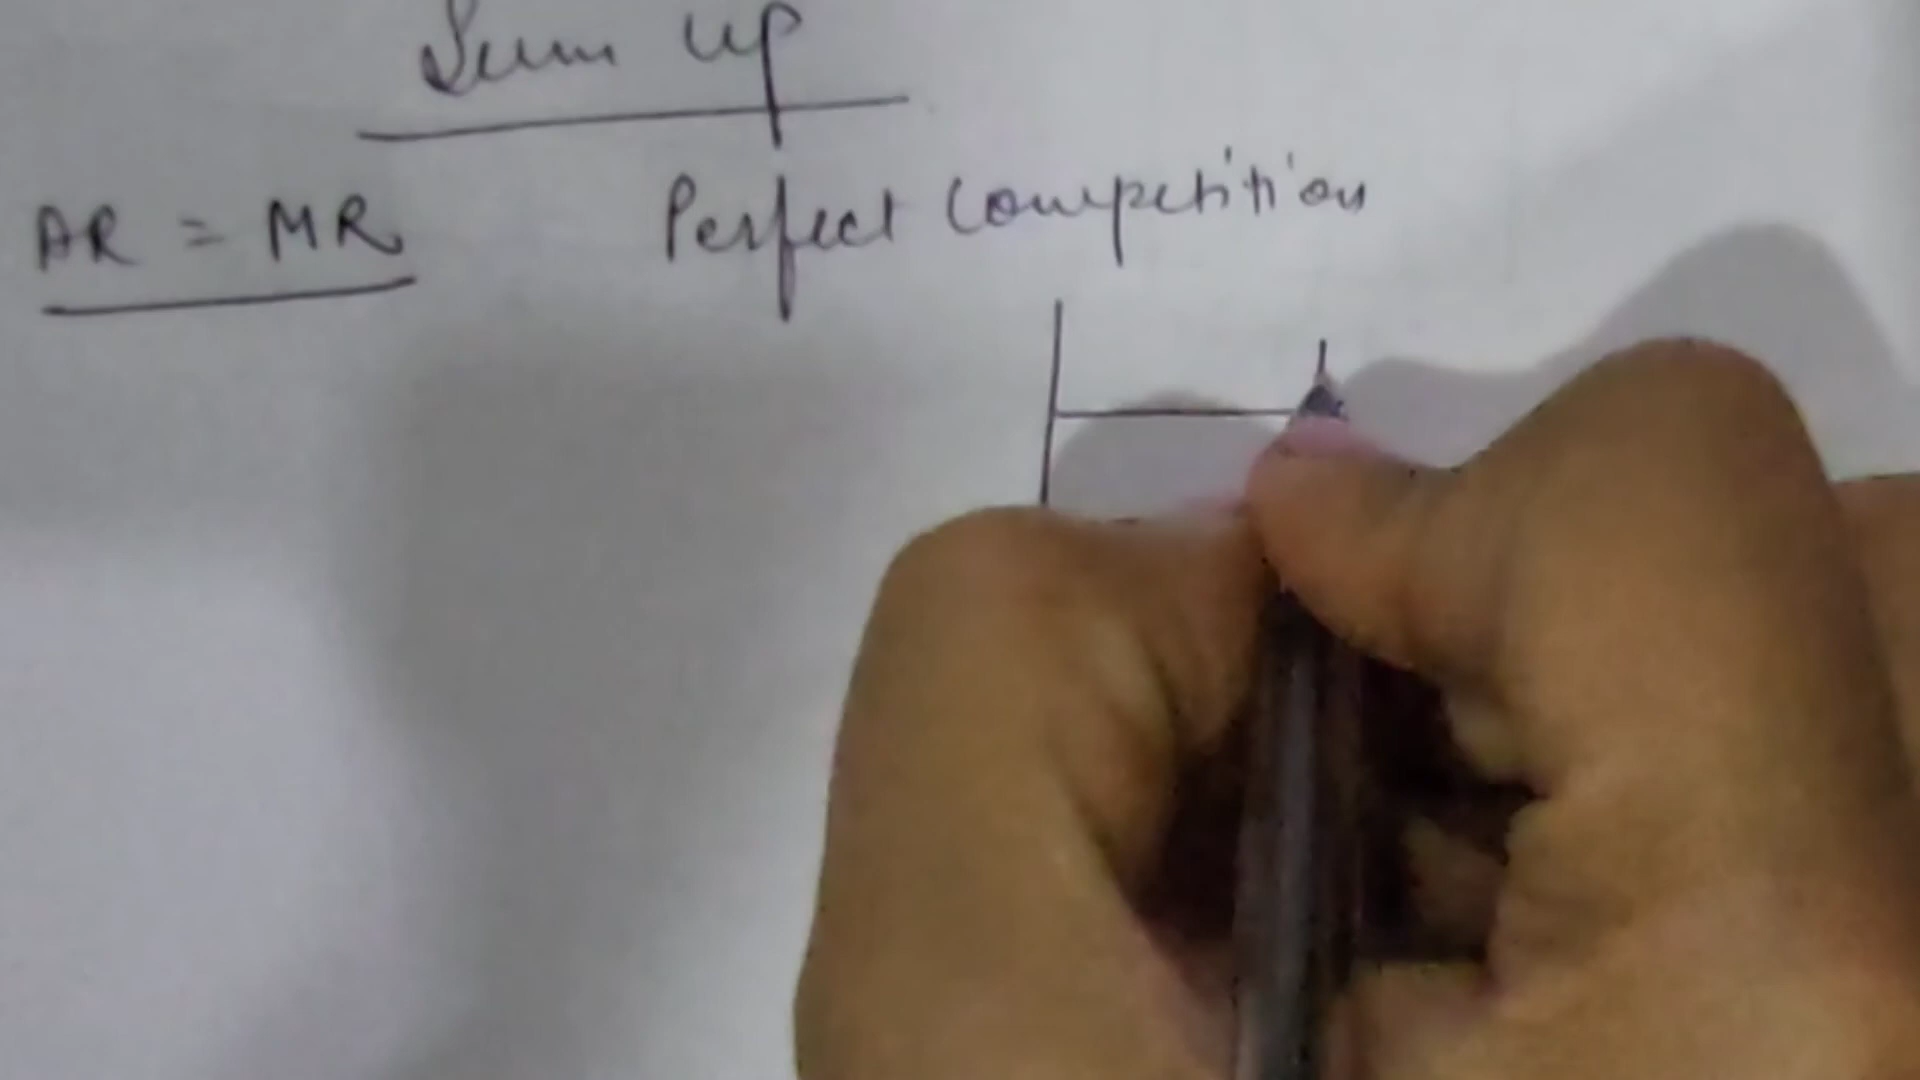 Sum up
AR = MR Perfect Competition